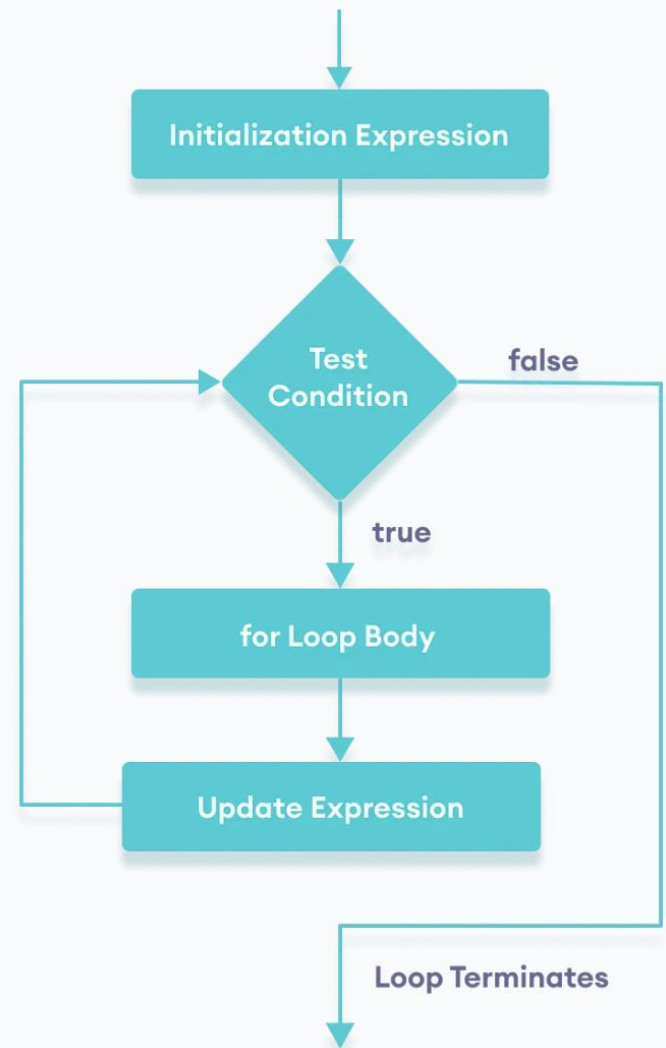 Initialization Expression
Test
Condition
false
true
for Loop Body
Update Expression
Loop Terminates